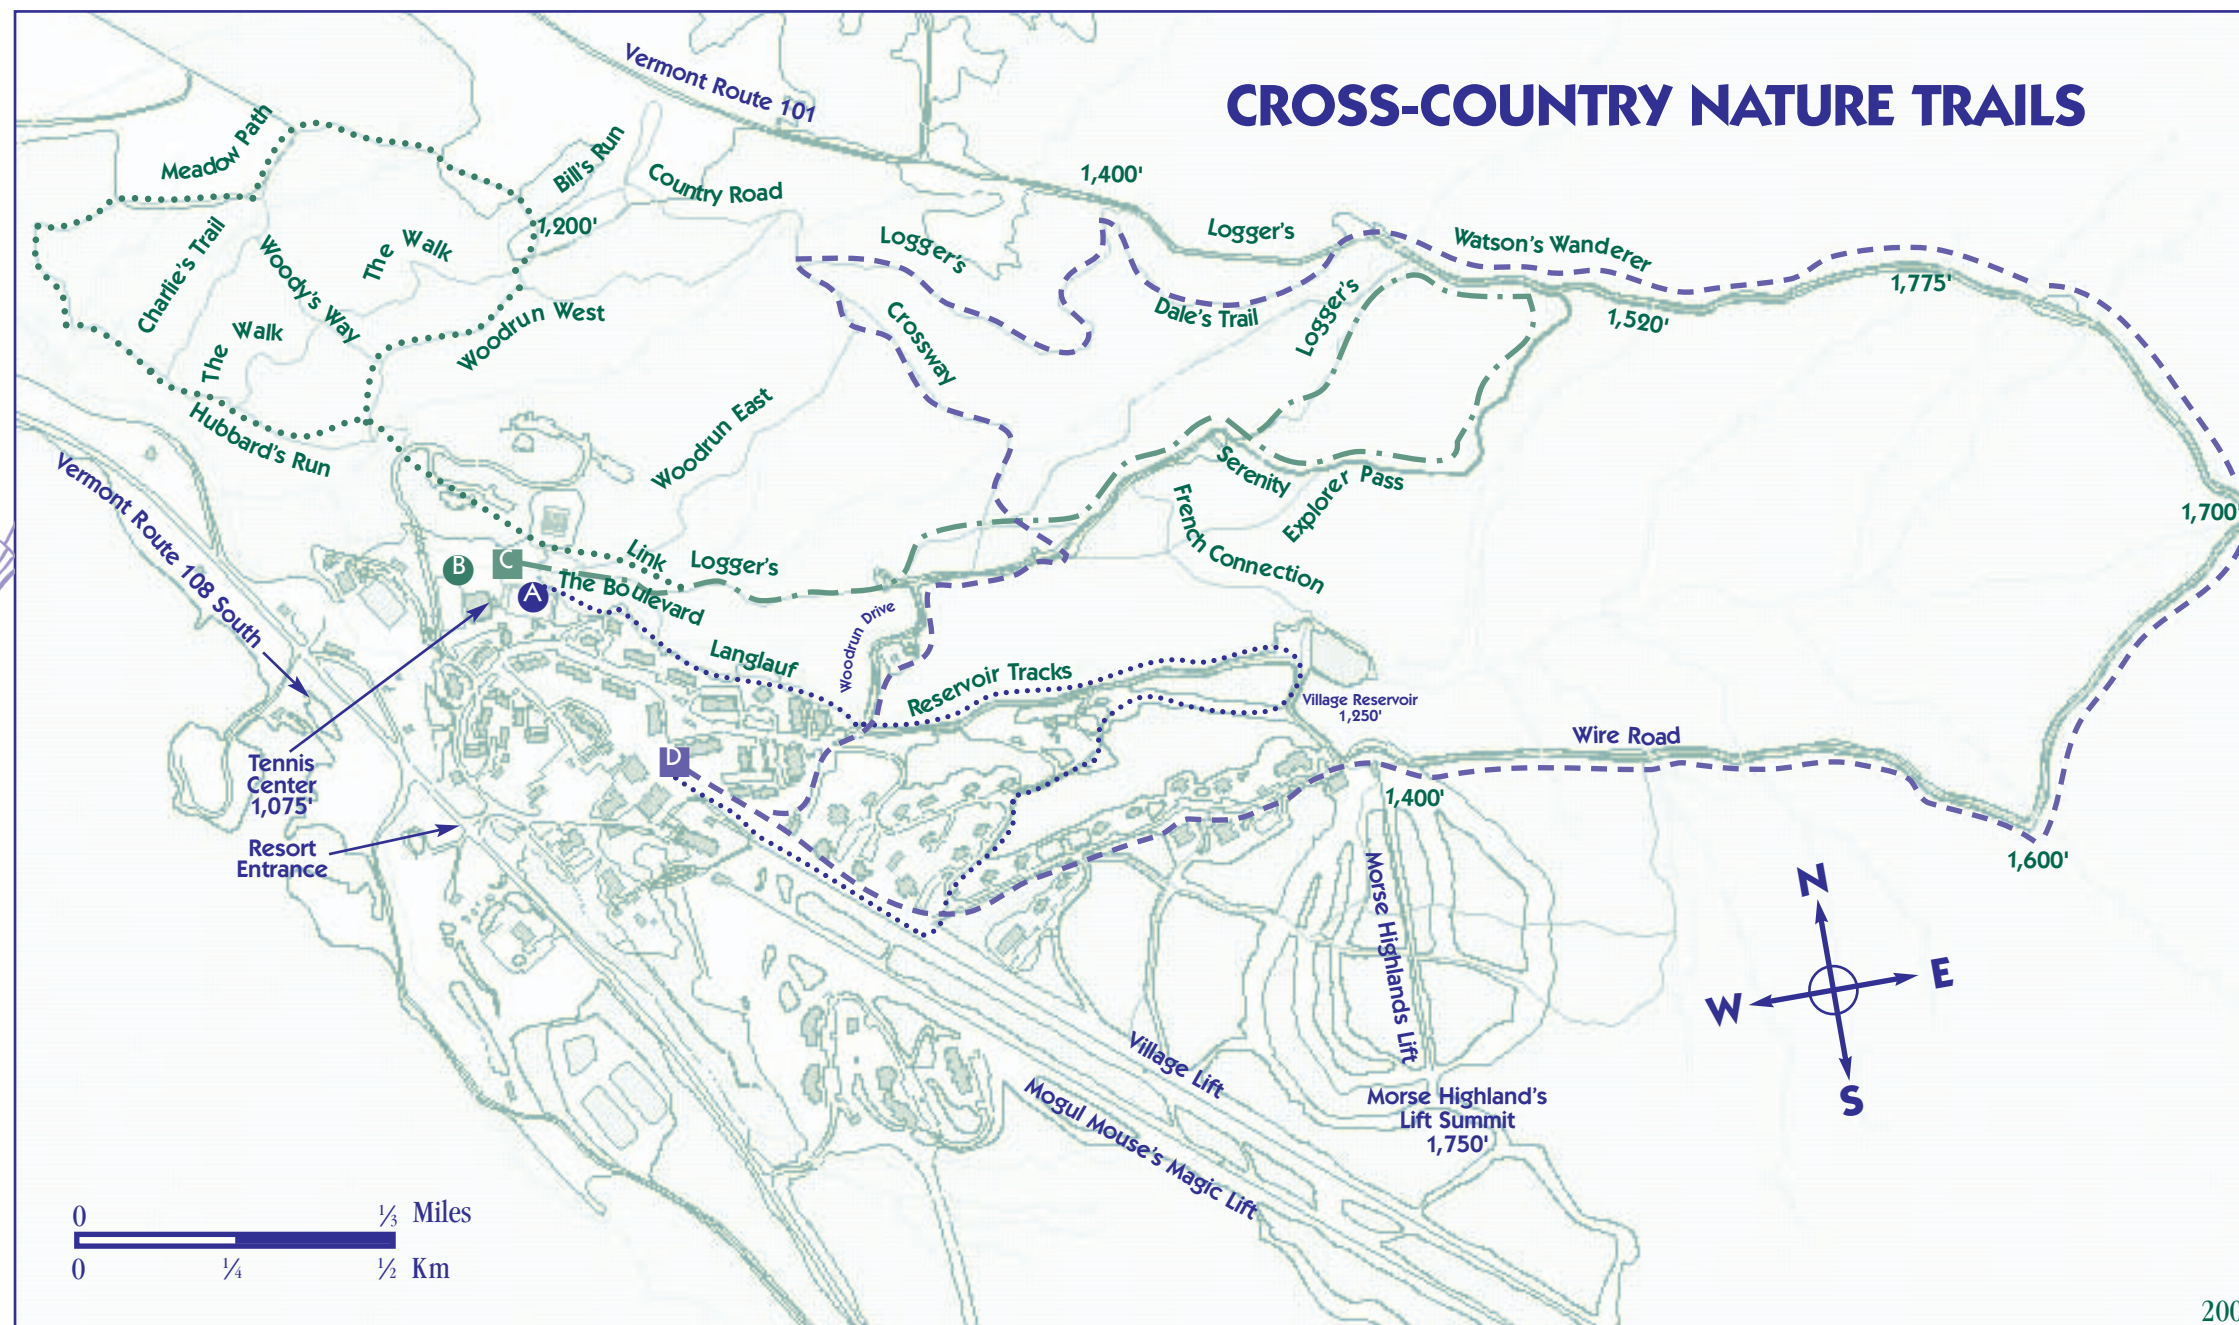 CROSS-COUNTRY NATURE TRAILS
Vermont Route 101
Meadow Path
Bill's Run
Country Road
1,400'
1,200'
Charlie's Trail
Woody's Way
The Walk
The Walk
Woodrun West
Hubbard's Run
Logger's
Crossway
Logger's
Dale's Trail
Logger's
Watson's Wanderer
1,520'
1,775'
1,700'
Woodrun East
Serenity
Explorer Pass
French Connection
Vermont Route 108 South
B
C
A
Link
Logger's
The Boulevard
Langlauf
Woodrun Drive
Reservoir Tracks
Village Reservoir
1,250'
Wire Road
D
Tennis
Center
1,075'
Resort
Entrance
1,400'
1,600'
Morse Highlands Lift
N
E
W
S
Village Lift
Mogul Mouse's Magic Lift
Morse Highland's
Lift Summit
1,750'
0 ⅓ Miles
0 ¼ ½ Km
200